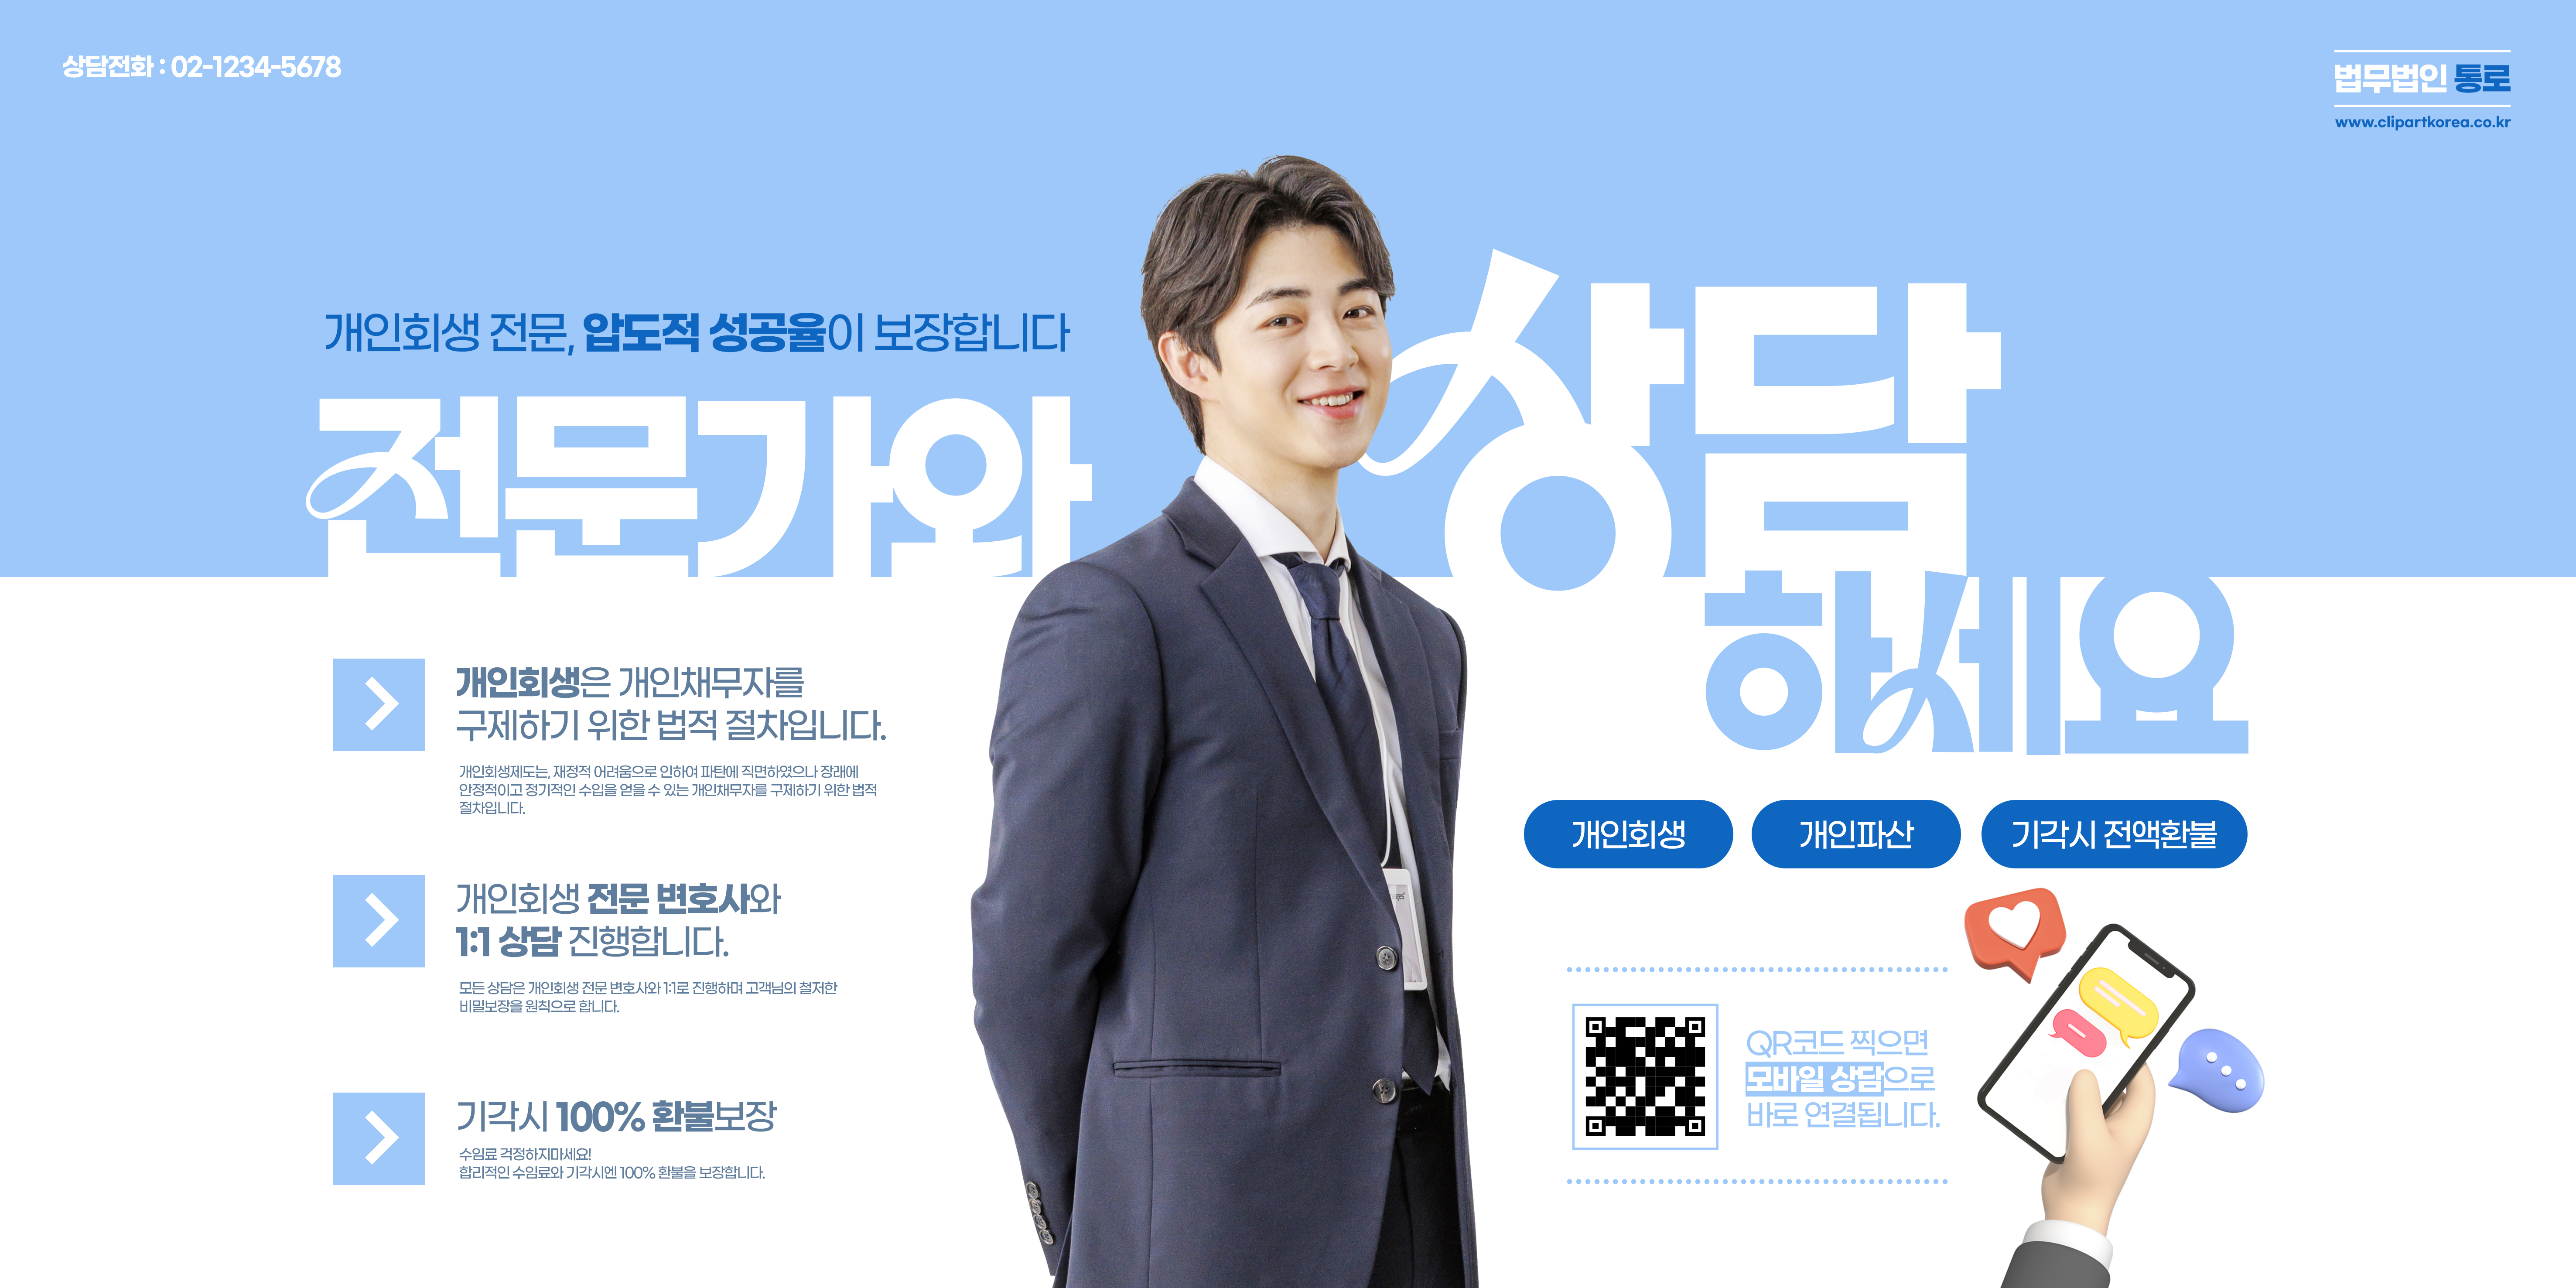 상담전화 : 02-1234-5678
법무법인 통로
www.clipartkorea.co.kr
개인회생 전문, 압도적 성공율이 보장합니다
전문가와
상담
하세요
개인회생은 개인채무자를
구제하기 위한 법적 절차입니다.
개인회생제도는, 재정적 어려움으로 인하여 파탄에 직면하였으나 장래에
안정적이고 정기적인 수입을 얻을 수 있는 개인채무자를 구제하기 위한 법적
절차입니다.
개인회생 전문 변호사와
1:1 상담 진행합니다.
모든 상담은 개인회생 전문 변호사와 1:1로 진행하며 고객님의 철저한
비밀보장을 원칙으로 합니다.
기각시 100% 환불보장
수임료 걱정하지마세요!
합리적인 수임료와 기각시엔 100% 환불을 보장합니다.
개인회생
개인파산
기각시 전액환불
QR코드 찍으면
모바일 상담으로
바로 연결됩니다.